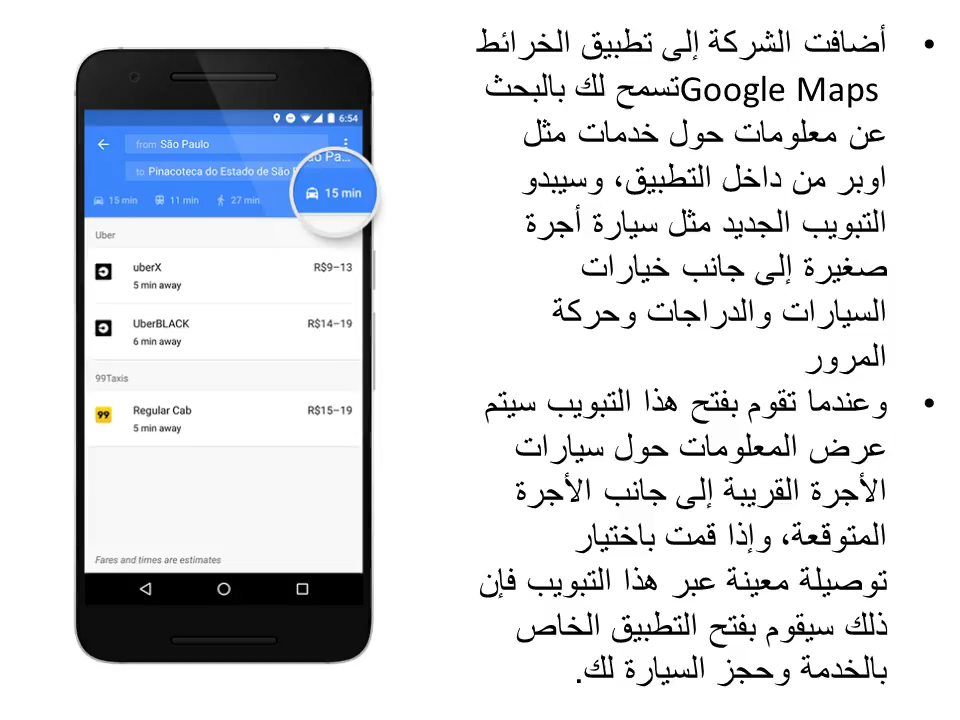 • أضافت الشركة إلى تطبيق الخرائط
Google Mapsتسمح لك بالبحث
عن معلومات حول خدمات مثل
اوبر من داخل التطبيق، وسيبدو
التبويب الجديد مثل سيارة أجرة
صغيرة إلى جانب خيارات
السيارات والدراجات وحركة
المرور
• وعندما تقوم بفتح هذا التبويب سيتم
عرض المعلومات حول سيارات
الأجرة القريبة إلى جانب الأجرة
المتوقعة، وإذا قمت باختيار
توصيلة معينة عبر هذا التبويب فإن
ذلك سيقوم بفتح التطبيق الخاص
بالخدمة وحجز السيارة لك.
6:54
from São Paulo
to Pinacoteca do Estado de São
15 min 11 min 27 min
Pa...
15 min
Uber
uberX R$9–13
5 min away
UberBLACK R$14–19
6 min away
99Taxis
99
Regular Cab R$15–19
5 min away
Fares and times are estimates